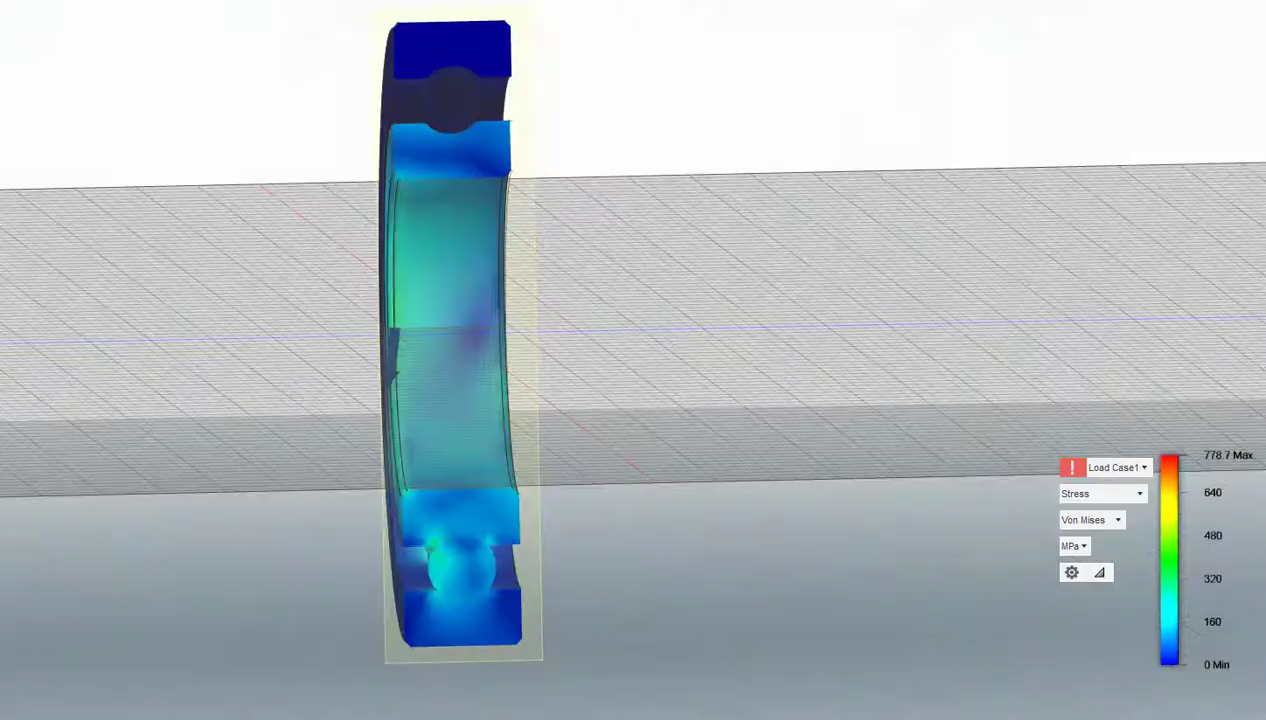 778.7 Max.
! Load Case1
640
Stress
Von Mises
480
MPa
320
160
0 Min